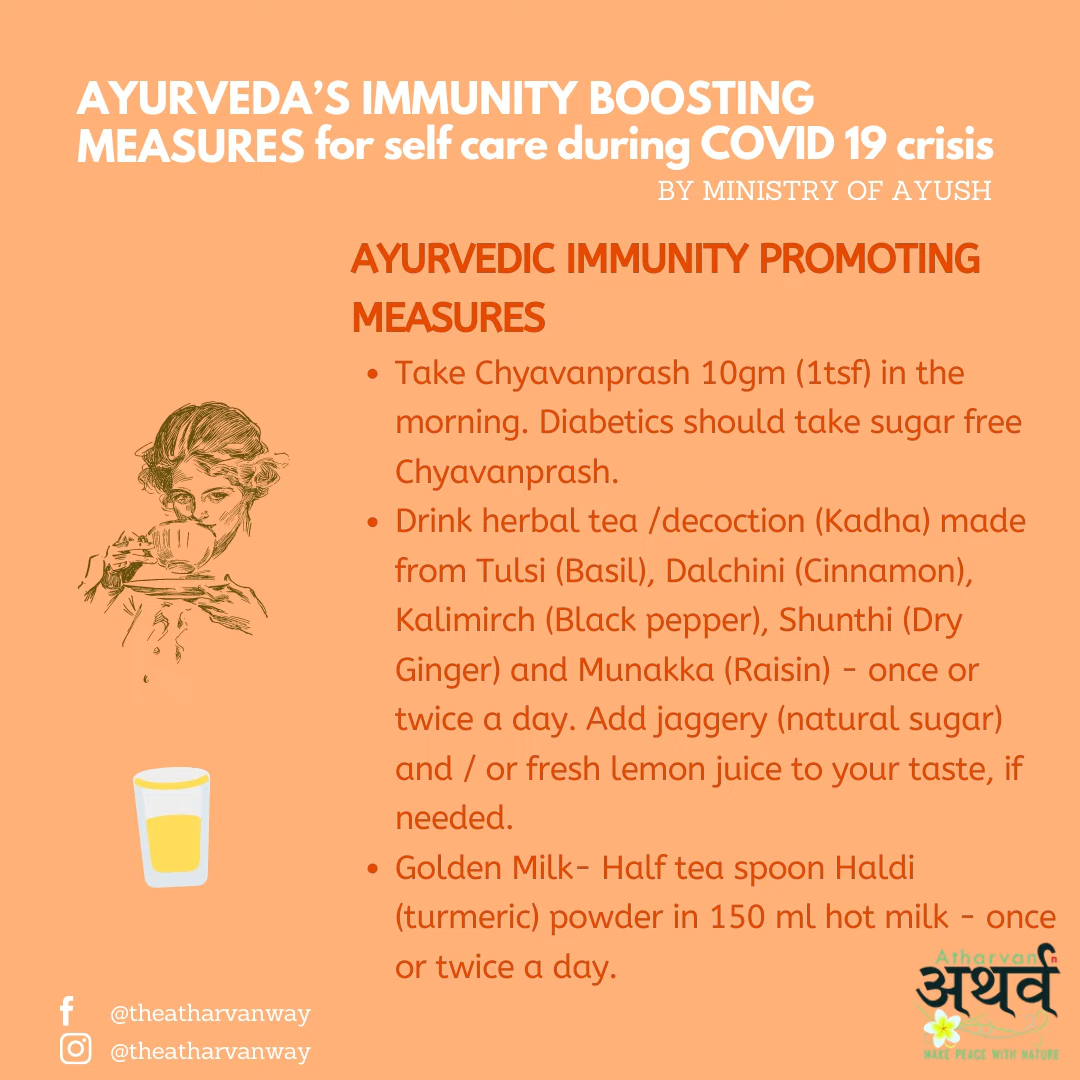 AYURVEDA’S IMMUNITY BOOSTING
MEASURES for self care during COVID 19 crisis
BY MINISTRY OF AYUSH
AYURVEDIC IMMUNITY PROMOTING
MEASURES
• Take Chyavanprash 10gm (1tsf) in the
morning. Diabetics should take sugar free
Chyavanprash.
• Drink herbal tea /decoction (Kadha) made
from Tulsi (Basil), Dalchini (Cinnamon),
Kalimirch (Black pepper), Shunthi (Dry
Ginger) and Munakka (Raisin) - once or
twice a day. Add jaggery (natural sugar)
and / or fresh lemon juice to your taste, if
needed.
• Golden Milk- Half tea spoon Haldi
(turmeric) powder in 150 ml hot milk - once
or twice a day.
Atharvan
अथर्व
MAKE PEACE WITH NATURE
@theatharvanway
@theatharvanway